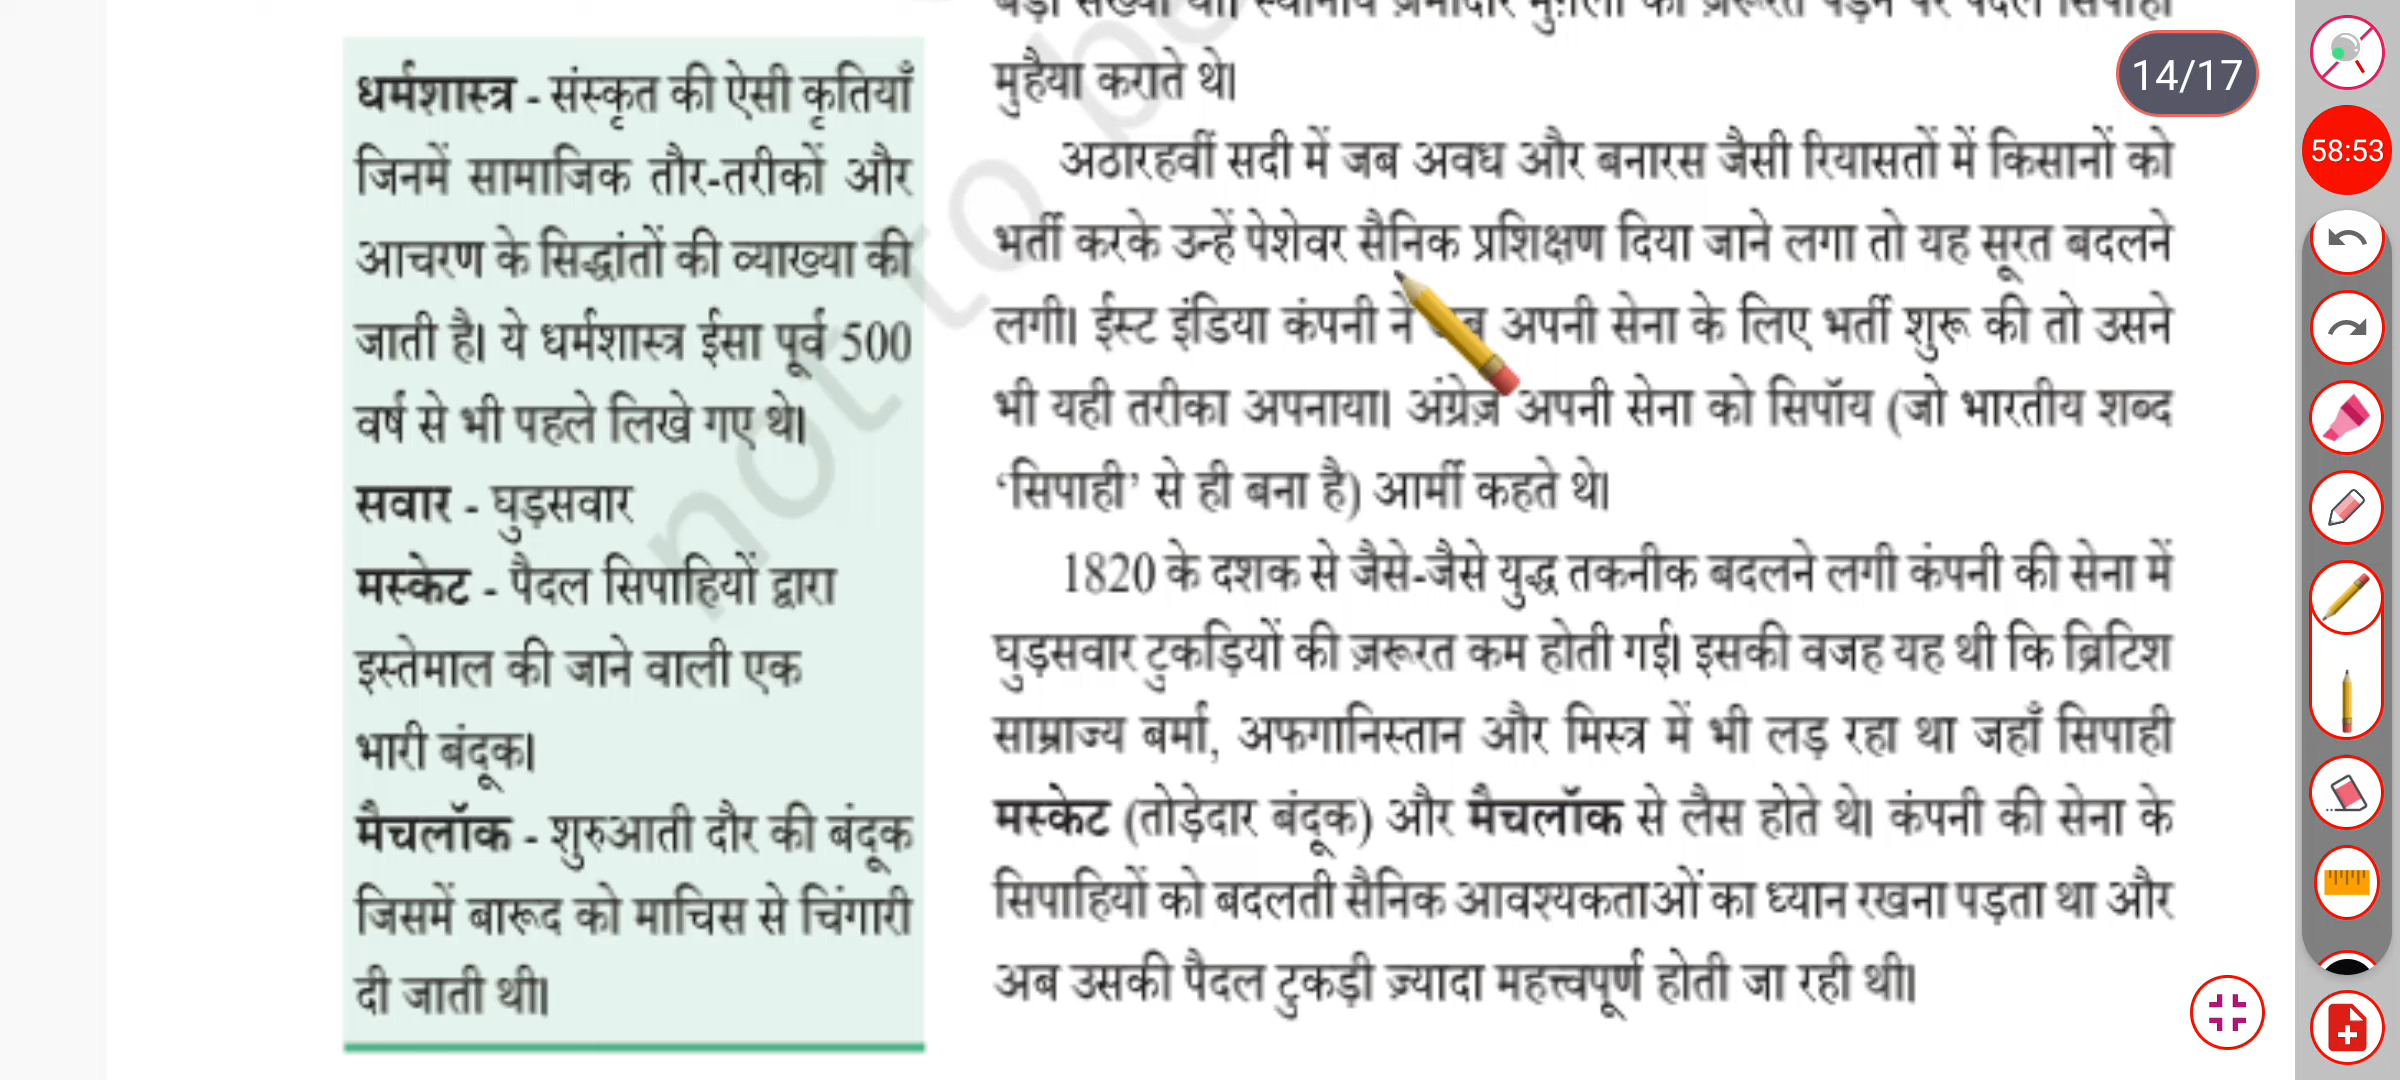 धर्मशास्त्र - संस्कृत की ऐसी कृतियाँ
जिनमें सामाजिक तौर-तरीकों और
आचरण के सिद्धांतों की व्याख्या की
जाती है। ये धर्मशास्त्र ईसा पूर्व 500
वर्ष से भी पहले लिखे गए थे।
सवार - घुड़सवार
मस्केट - पैदल सिपाहियों द्वारा
इस्तेमाल की जाने वाली एक
भारी बंदूक।
मैचलॉक - शुरुआती दौर की बंदूक
जिसमें बारूद को माचिस से चिंगारी
दी जाती थी।
मुहैया कराते थे।
अठारहवीं सदी में जब अवध और बनारस जैसी रियासतों में किसानों को
भर्ती करके उन्हें पेशेवर सैनिक प्रशिक्षण दिया जाने लगा तो यह सूरत बदलने
लगी। ईस्ट इंडिया कंपनी ने अपनी सेना के लिए भर्ती शुरू की तो उसने
भी यही तरीका अपनाया। अंग्रेज़ अपनी सेना को सिपॉय (जो भारतीय शब्द
‘सिपाही’ से ही बना है) आर्मी कहते थे।
1820 के दशक से जैसे-जैसे युद्ध तकनीक बदलने लगी कंपनी की सेना में
घुड़सवार टुकड़ियों की ज़रूरत कम होती गई। इसकी वजह यह थी कि ब्रिटिश
साम्राज्य बर्मा, अफगानिस्तान और मिस्त्र में भी लड़ रहा था जहाँ सिपाही
मस्केट (तोड़ेदार बंदूक) और मैचलॉक से लैस होते थे। कंपनी की सेना के
सिपाहियों को बदलती सैनिक आवश्यकताओं का ध्यान रखना पड़ता था और
अब उसकी पैदल टुकड़ी ज़्यादा महत्त्वपूर्ण होती जा रही थी।
not to be
14/17
58:53